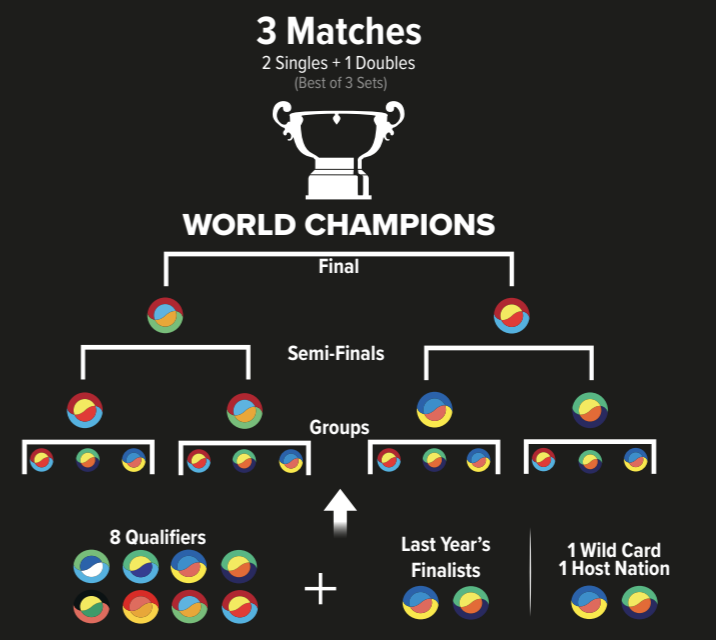 3 Matches
2 Singles + 1 Doubles
(Best of 3 Sets)
WORLD CHAMPIONS
Final
Semi-Finals
Groups
8 Qualifiers
+
Last Year's
Finalists
1 Wild Card
1 Host Nation